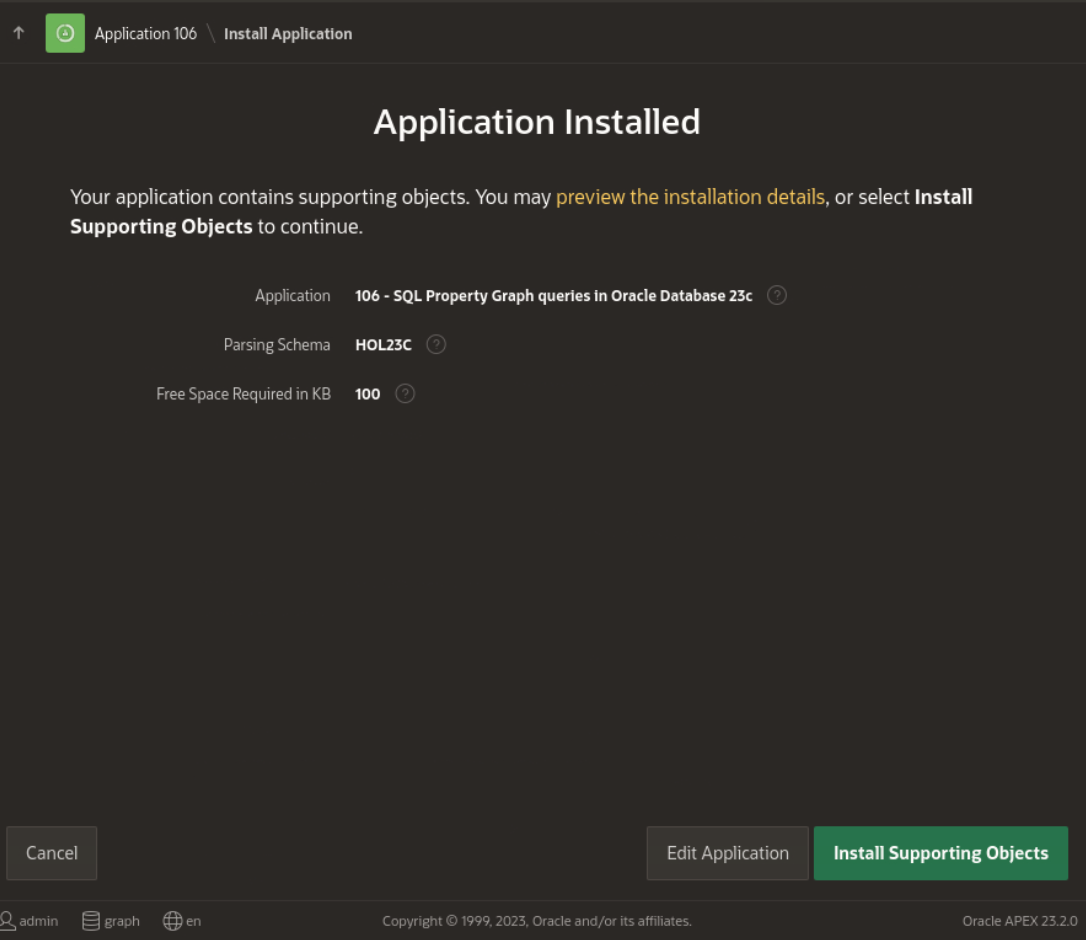 Application 106 \ Install Application
Application Installed
Your application contains supporting objects. You may preview the installation details, or select Install
Supporting Objects to continue.
Application 106 - SQL Property Graph queries in Oracle Database 23c ?
Parsing Schema HOL23C ?
Free Space Required in KB 100 ?
Cancel Edit Application Install Supporting Objects
admin graph en Copyright © 1999, 2023, Oracle and/or its affiliates. Oracle APEX 23.2.0